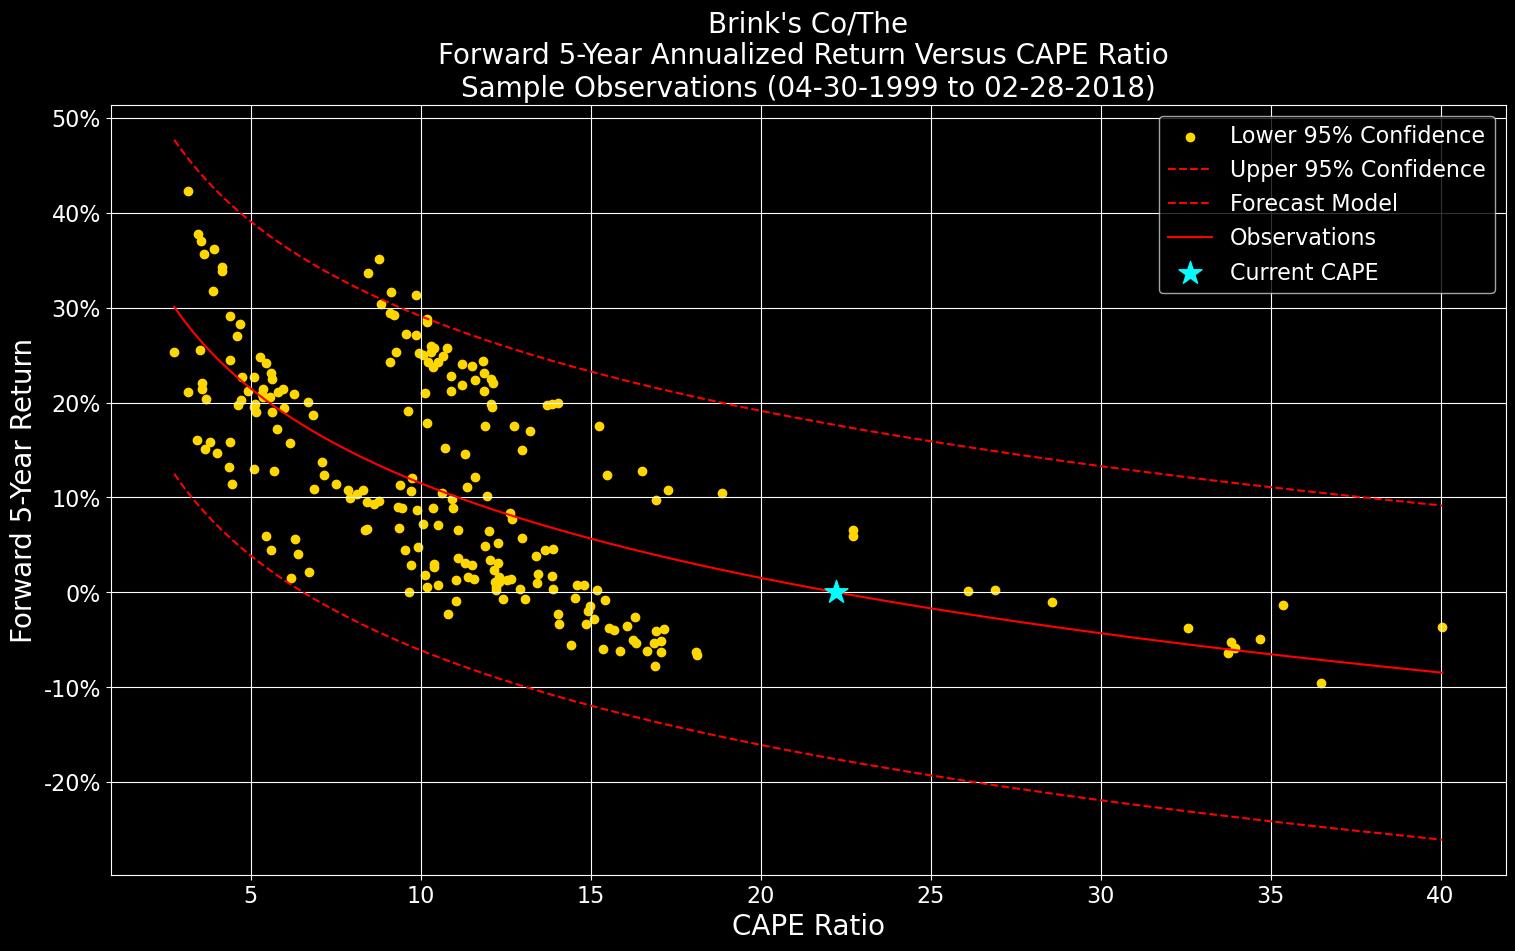 Brink's Co/The
Forward 5-Year Annualized Return Versus CAPE Ratio
Sample Observations (04-30-1999 to 02-28-2018)
Lower 95% Confidence
Upper 95% Confidence
Forecast Model
Observations
Current CAPE
Forward 5-Year Return
50%
40%
30%
20%
10%
0%
-10%
-20%
5 10 15 20 25 30 35 40
CAPE Ratio